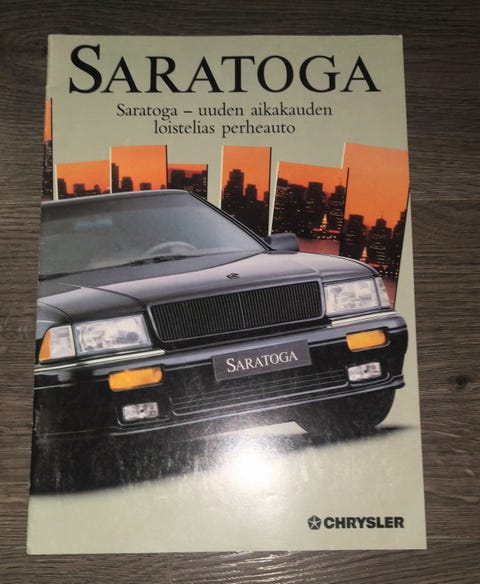 SARATOGA
Saratoga – uuden aikakauden
loistelias perheauto
SARATOGA
CHRYSLER